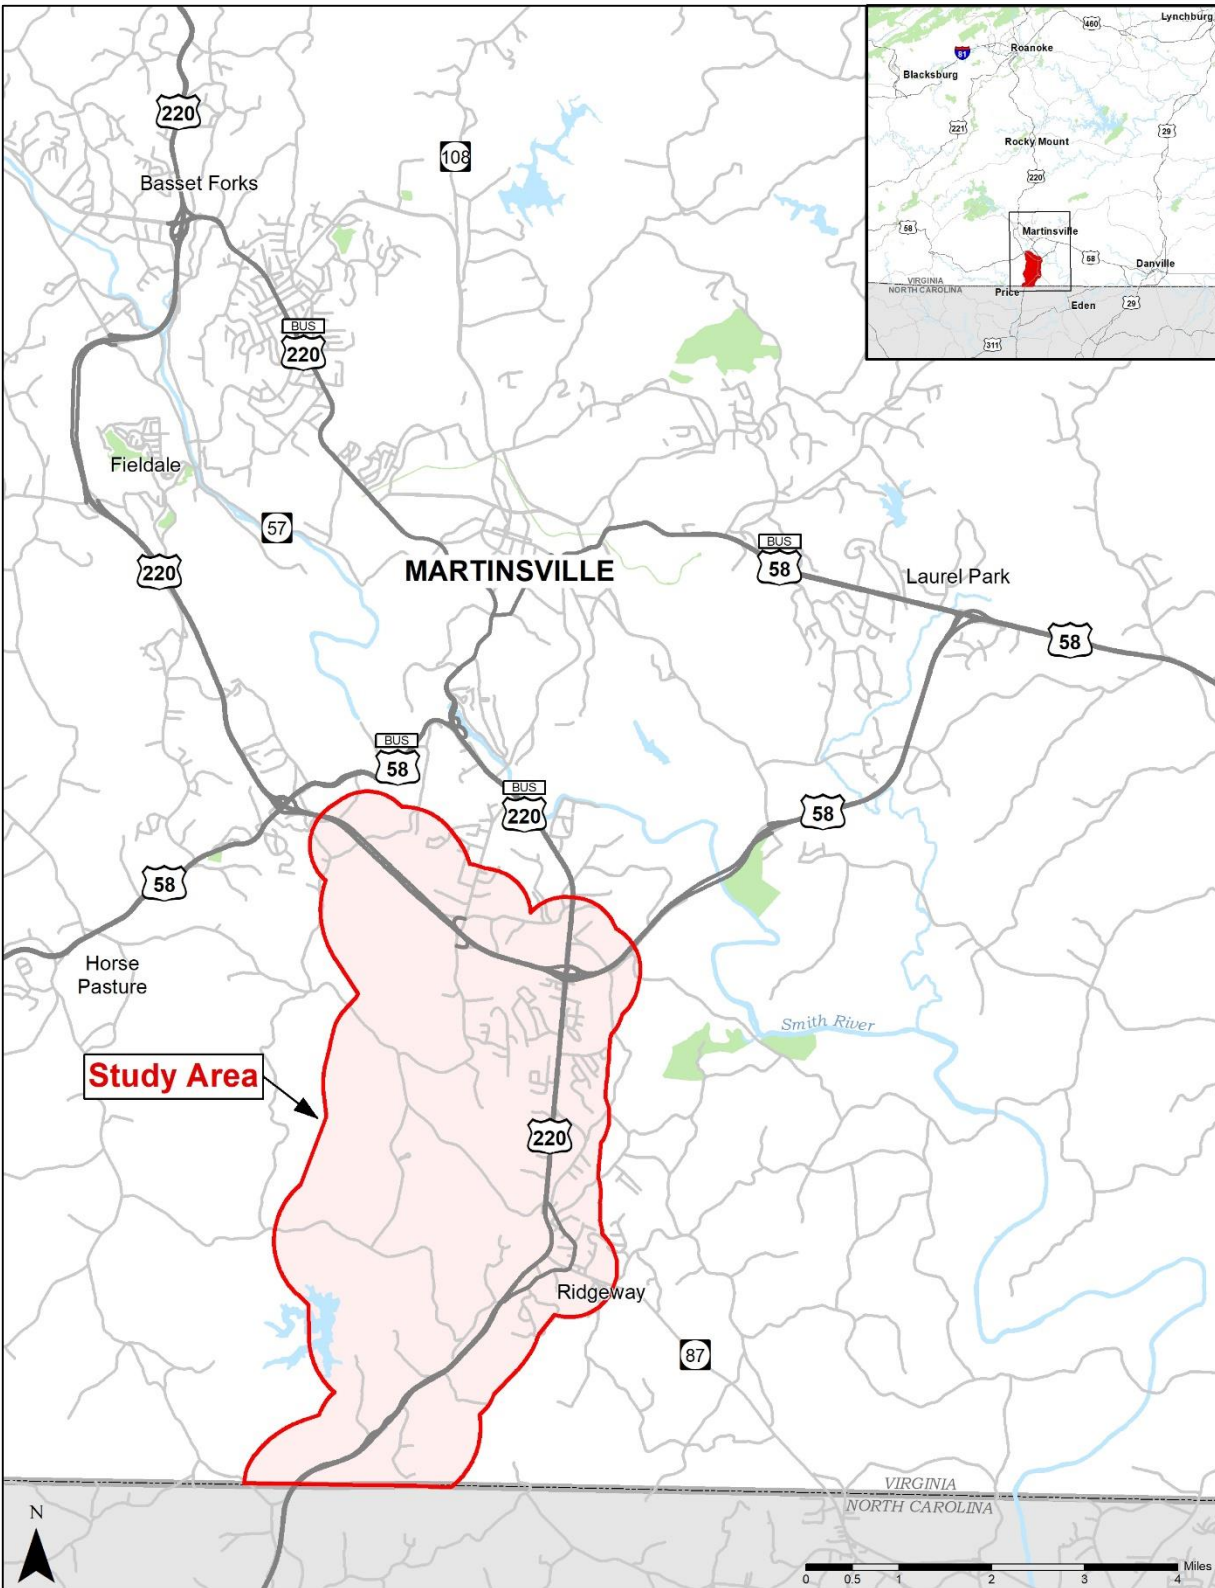 220
108
Basset Forks
BUS
220
Fieldale
57
220
MARTINSVILLE
BUS
58
Laurel Park
58
BUS
58
BUS
220
58
58
Horse
Pasture
Smith River
Study Area
220
Ridgeway
87
VIRGINIA
NORTH CAROLINA
N
Miles
0 0.5 1 2 3 4
460
Lynchburg
81
Roanoke
Blacksburg
221
29
Rocky Mount
220
58
Martinsville
58
Danville
VIRGINIA
NORTH CAROLINA
Price
Eden
29
311